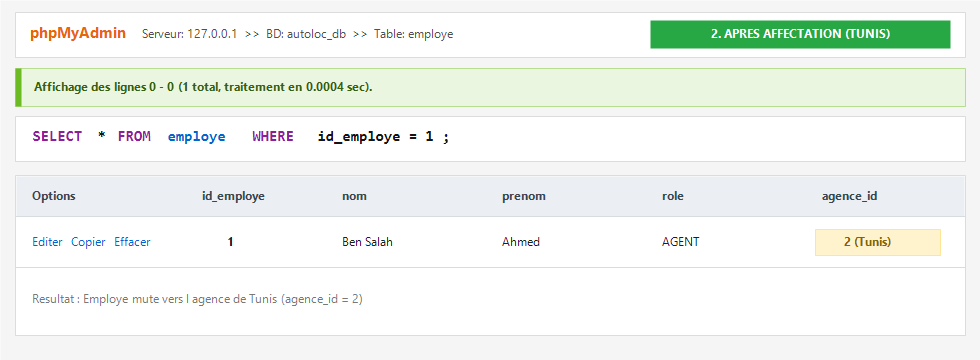 phpMyAdmin Serveur: 127.0.0.1 >> BD: autoloc_db >> Table: employe 2. APRES AFFECTATION (TUNIS)
Affichage des lignes 0 - 0 (1 total, traitement en 0.0004 sec).
SELECT * FROM employe WHERE id_employe = 1 ;
Options id_employe nom prenom role agence_id
Editer Copier Effacer 1 Ben Salah Ahmed AGENT 2 (Tunis)
Resultat : Employe mute vers l agence de Tunis (agence_id = 2)